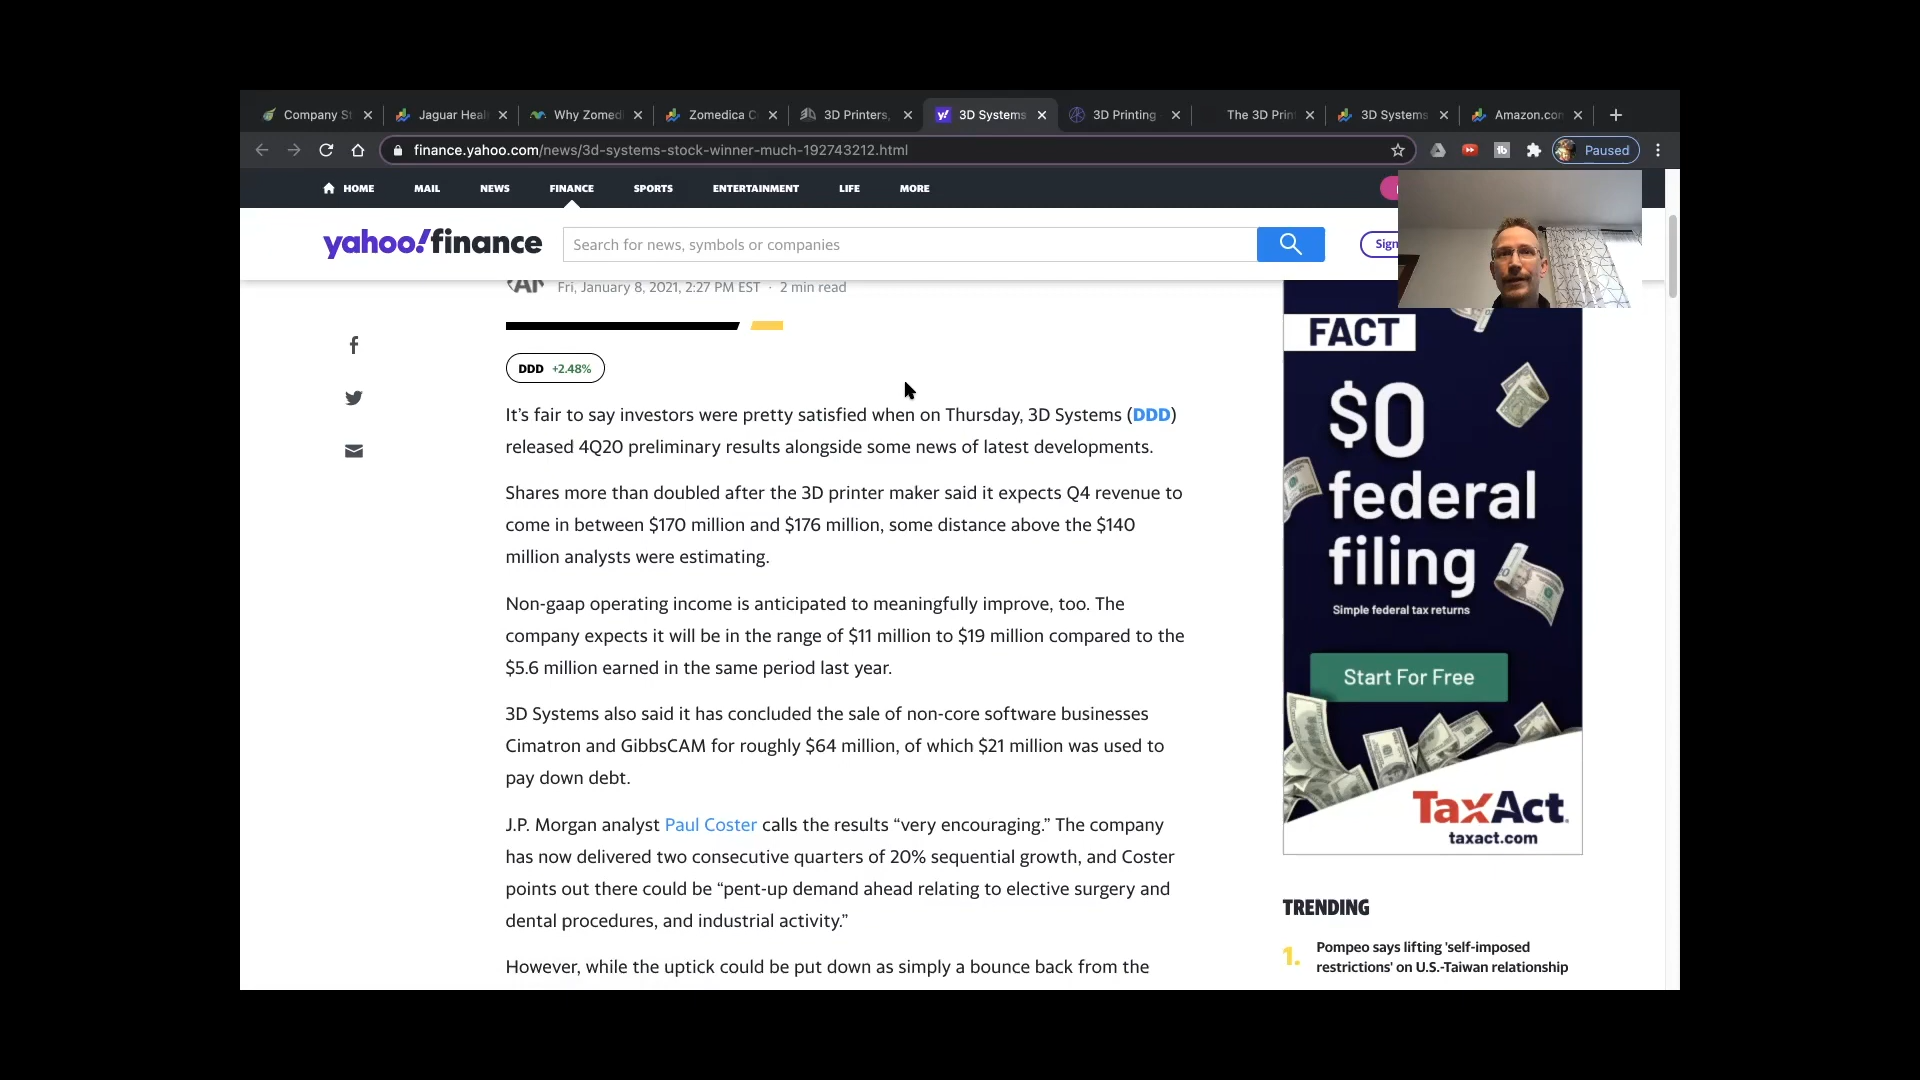 Company St
Jaguar Heal
Why Zomedi
Zomedica C
3D Printers,
3D Systems
3D Printing
The 3D Print
3D Systems
Amazon.com
finance.yahoo.com/news/3d-systems-stock-winner-much-192743212.html
Paused
HOME
MAIL
NEWS
FINANCE
SPORTS
ENTERTAINMENT
LIFE
MORE
yahoo!finance
Search for news, symbols or companies
Sign
Fri, January 8, 2021, 2:27 PM EST · 2 min read
DDD +2.48%
It’s fair to say investors were pretty satisfied when on Thursday, 3D Systems (DDD)
released 4Q20 preliminary results alongside some news of latest developments.
Shares more than doubled after the 3D printer maker said it expects Q4 revenue to
come in between $170 million and $176 million, some distance above the $140
million analysts were estimating.
Non-gaap operating income is anticipated to meaningfully improve, too. The
company expects it will be in the range of $11 million to $19 million compared to the
$5.6 million earned in the same period last year.
3D Systems also said it has concluded the sale of non-core software businesses
Cimatron and GibbsCAM for roughly $64 million, of which $21 million was used to
pay down debt.
J.P. Morgan analyst Paul Coster calls the results “very encouraging.” The company
has now delivered two consecutive quarters of 20% sequential growth, and Coster
points out there could be “pent-up demand ahead relating to elective surgery and
dental procedures, and industrial activity.”
However, while the uptick could be put down as simply a bounce back from the
FACT
$0
federal
filing
Simple federal tax returns
Start For Free
TaxAct.
taxact.com
TRENDING
1.
Pompeo says lifting 'self-imposed
restrictions' on U.S.-Taiwan relationship